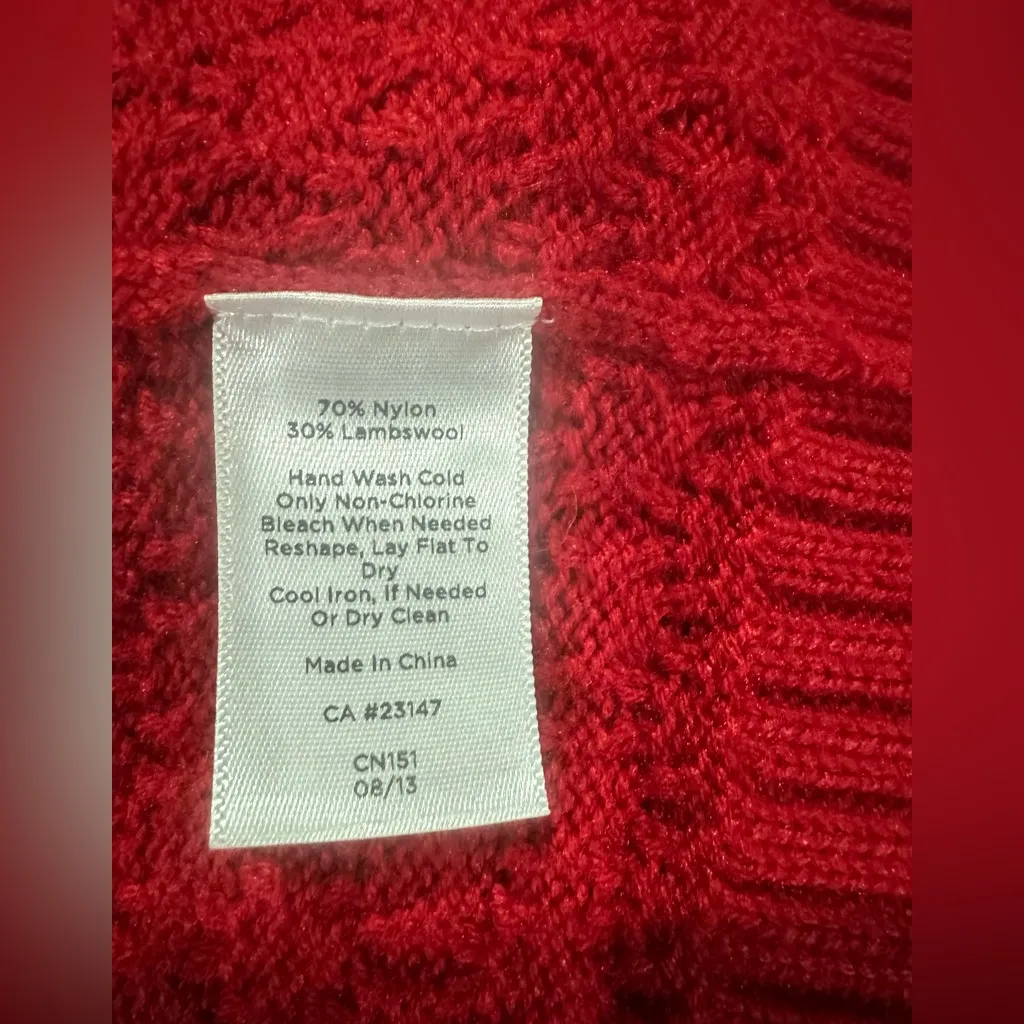 70% Nylon
30% Lambswool
Hand Wash Cold
Only Non-Chlorine
Bleach When Needed
Reshape, Lay Flat To
Dry
Cool Iron, If Needed
Or Dry Clean
Made In China
CA #23147
CN151
08/13